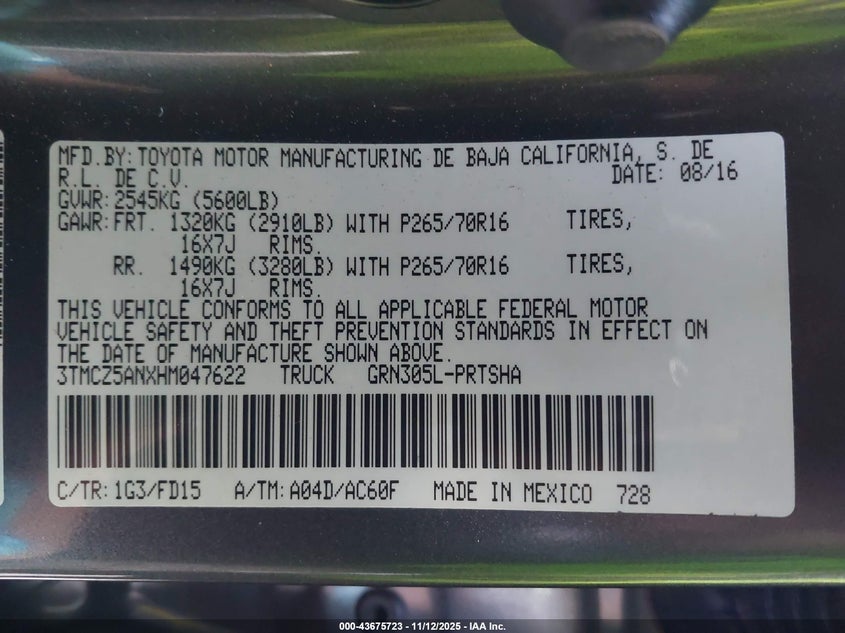 MFD.BY:TOYOTA MOTOR MANUFACTURING DE BAJA CALIFORNIA, S. DE
R.L. DE C.V. DATE: 08/16
GVWR:2545KG (5600LB)
GAWR:FRT. 1320KG (2910LB) WITH P265/70R16 TIRES,
16X7J RIMS.
RR. 1490KG (3280LB) WITH P265/70R16 TIRES,
16X7J RIMS.
THIS VEHICLE CONFORMS TO ALL APPLICABLE FEDERAL MOTOR
VEHICLE SAFETY AND THEFT PREVENTION STANDARDS IN EFFECT ON
THE DATE OF MANUFACTURE SHOWN ABOVE.
3TMCZ5ANXHM047622 TRUCK GRN305L-PRTSHA
C/TR:1G3/FD15 A/TM:A04D/AC60F MADE IN MEXICO 728
000-43675723 - 11/12/2025 - IAA Inc.